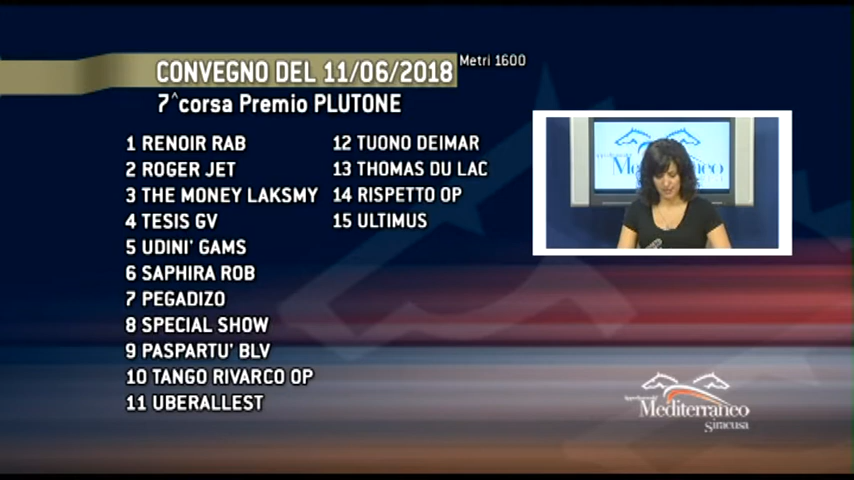 CONVEGNO DEL 11/06/2018
Metri 1600
7^corsa Premio PLUTONE
1 RENOIR RAB
2 ROGER JET
3 THE MONEY LAKSMY
4 TESIS GV
5 UDINI' GAMS
6 SAPHIRA ROB
7 PEGADIZO
8 SPECIAL SHOW
9 PASPARTU' BLV
10 TANGO RIVARCO OP
11 UBERALLEST
12 TUONO DEIMAR
13 THOMAS DU LAC
14 RISPETTO OP
15 ULTIMUS
Mediterraneo
Mediterraneo
Siracusa